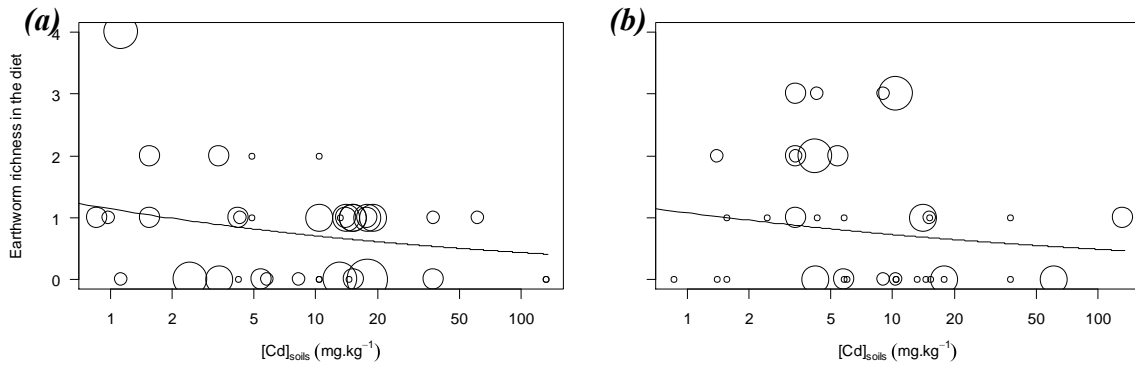 (a)
(b)
Earthworm richness in the diet
4
3
2
1
0
1 2 5 10 20 50 100
1 2 5 10 20 50 100
[Cd]soils (mg.kg−1)
[Cd]soils (mg.kg−1)